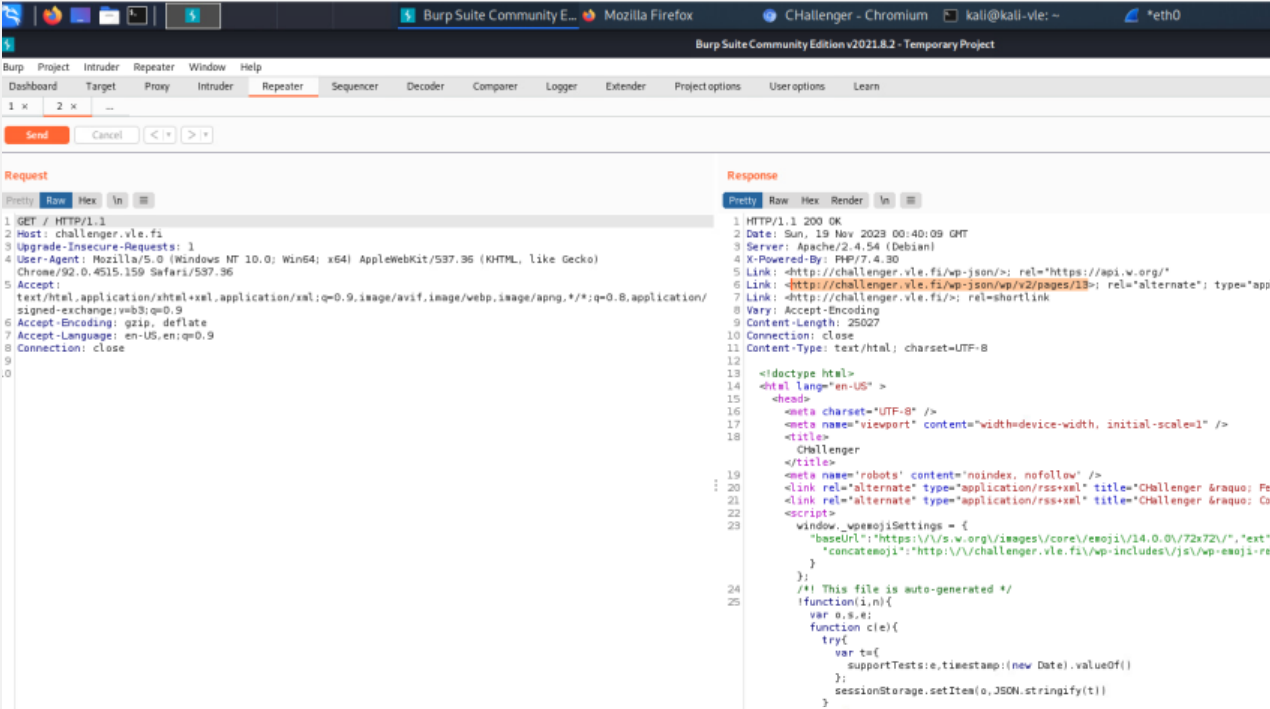 Burp Suite Community E... Mozilla Firefox CHallenger - Chromium kali@kali-vle: ~ *eth0
Burp Suite Community Edition v2021.8.2 - Temporary Project
Burp Project Intruder Repeater Window Help
Dashboard Target Proxy Intruder Repeater Sequencer Decoder Comparer Logger Extender Project options User options Learn
1 × 2 × ...
Send Cancel < >
Request
Pretty Raw Hex \n
1 GET / HTTP/1.1
2 Host: challenger.vle.fi
3 Upgrade-Insecure-Requests: 1
4 User-Agent: Mozilla/5.0 (Windows NT 10.0; Win64; x64) AppleWebKit/537.36 (KHTML, like Gecko)
Chrome/92.0.4515.159 Safari/537.36
5 Accept:
text/html,application/xhtml+xml,application/xml;q=0.9,image/avif,image/webp,image/apng,*/*;q=0.8,application/
signed-exchange;v=b3;q=0.9
6 Accept-Encoding: gzip, deflate
7 Accept-Language: en-US,en;q=0.9
8 Connection: close
9
.0
Response
Pretty Raw Hex Render \n
1 HTTP/1.1 200 OK
2 Date: Sun, 19 Nov 2023 00:40:09 GMT
3 Server: Apache/2.4.54 (Debian)
4 X-Powered-By: PHP/7.4.30
5 Link: <http://challenger.vle.fi/wp-json/>; rel="https://api.w.org/"
6 Link: <http://challenger.vle.fi/wp-json/wp/v2/pages/13>; rel="alternate"; type="app
7 Link: <http://challenger.vle.fi/>; rel=shortlink
8 Vary: Accept-Encoding
9 Content-Length: 25027
10 Connection: close
11 Content-Type: text/html; charset=UTF-8
12
13 <!doctype html>
14 <html lang="en-US" >
15 <head>
16 <meta charset="UTF-8" />
17 <meta name="viewport" content="width=device-width, initial-scale=1" />
18 <title>
CHallenger
</title>
19 <meta name='robots' content='noindex, nofollow' />
20 <link rel="alternate" type="application/rss+xml" title="CHallenger &raquo; Fe
21 <link rel="alternate" type="application/rss+xml" title="CHallenger &raquo; Co
22 <script>
23 window._wpemojiSettings = {
"baseUrl":"https:\/\/s.w.org\/images\/core\/emoji\/14.0.0\/72x72\/","ext"
"concatemoji":"http:\/\/challenger.vle.fi\/wp-includes\/js\/wp-emoji-re
}
};
24 /*! This file is auto-generated */
25 !function(i,n){
var o,s,e;
function c(e){
try{
var t={
supportTests:e,timestamp:(new Date).valueOf()
};
sessionStorage.setItem(o,JSON.stringify(t))
}